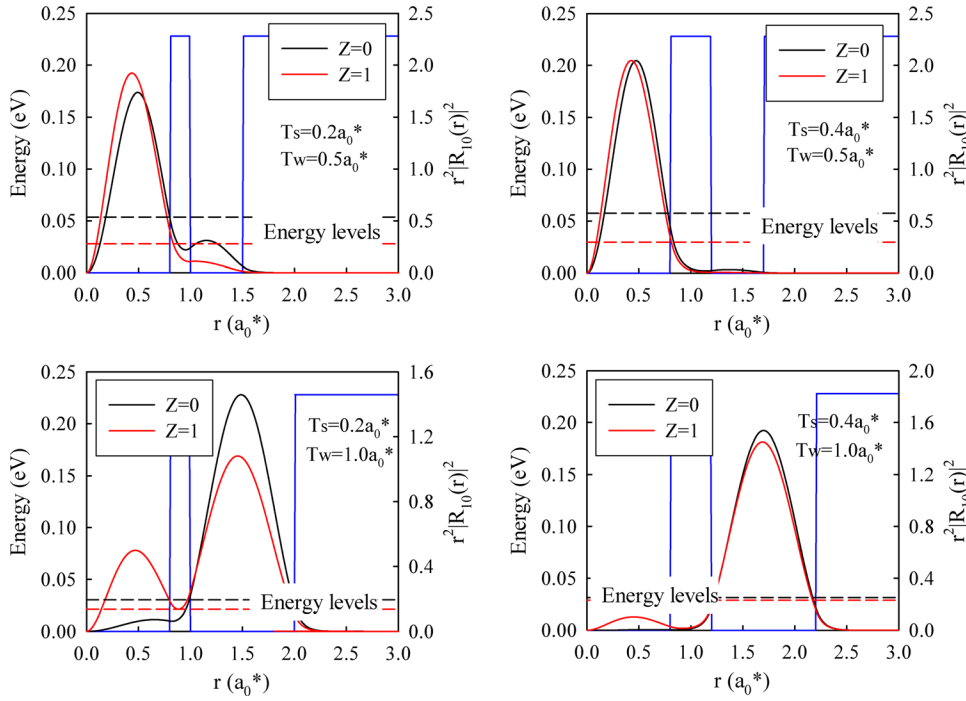 0.25
0.20
0.15
0.10
0.05
0.00
Energy (eV)
2.5
2.0
1.5
1.0
0.5
0.0
r²|R₁₀(r)|²
Z=0
Z=1
Ts=0.2a₀*
Tw=0.5a₀*
Energy levels
0.0 0.5 1.0 1.5 2.0 2.5 3.0
r (a₀*)
0.25
0.20
0.15
0.10
0.05
0.00
Energy (eV)
2.5
2.0
1.5
1.0
0.5
0.0
r²|R₁₀(r)|²
Z=0
Z=1
Ts=0.4a₀*
Tw=0.5a₀*
Energy levels
0.0 0.5 1.0 1.5 2.0 2.5 3.0
r (a₀*)
0.25
0.20
0.15
0.10
0.05
0.00
Energy (eV)
1.6
1.2
0.8
0.4
0.0
r²|R₁₀(r)|²
Z=0
Z=1
Ts=0.2a₀*
Tw=1.0a₀*
Energy levels
0.0 0.5 1.0 1.5 2.0 2.5 3.0
r (a₀*)
0.25
0.20
0.15
0.10
0.05
0.00
Energy (eV)
2.0
1.6
1.2
0.8
0.4
0.0
r²|R₁₀(r)|²
Z=0
Z=1
Ts=0.4a₀*
Tw=1.0a₀*
Energy levels
0.0 0.5 1.0 1.5 2.0 2.5 3.0
r (a₀*)